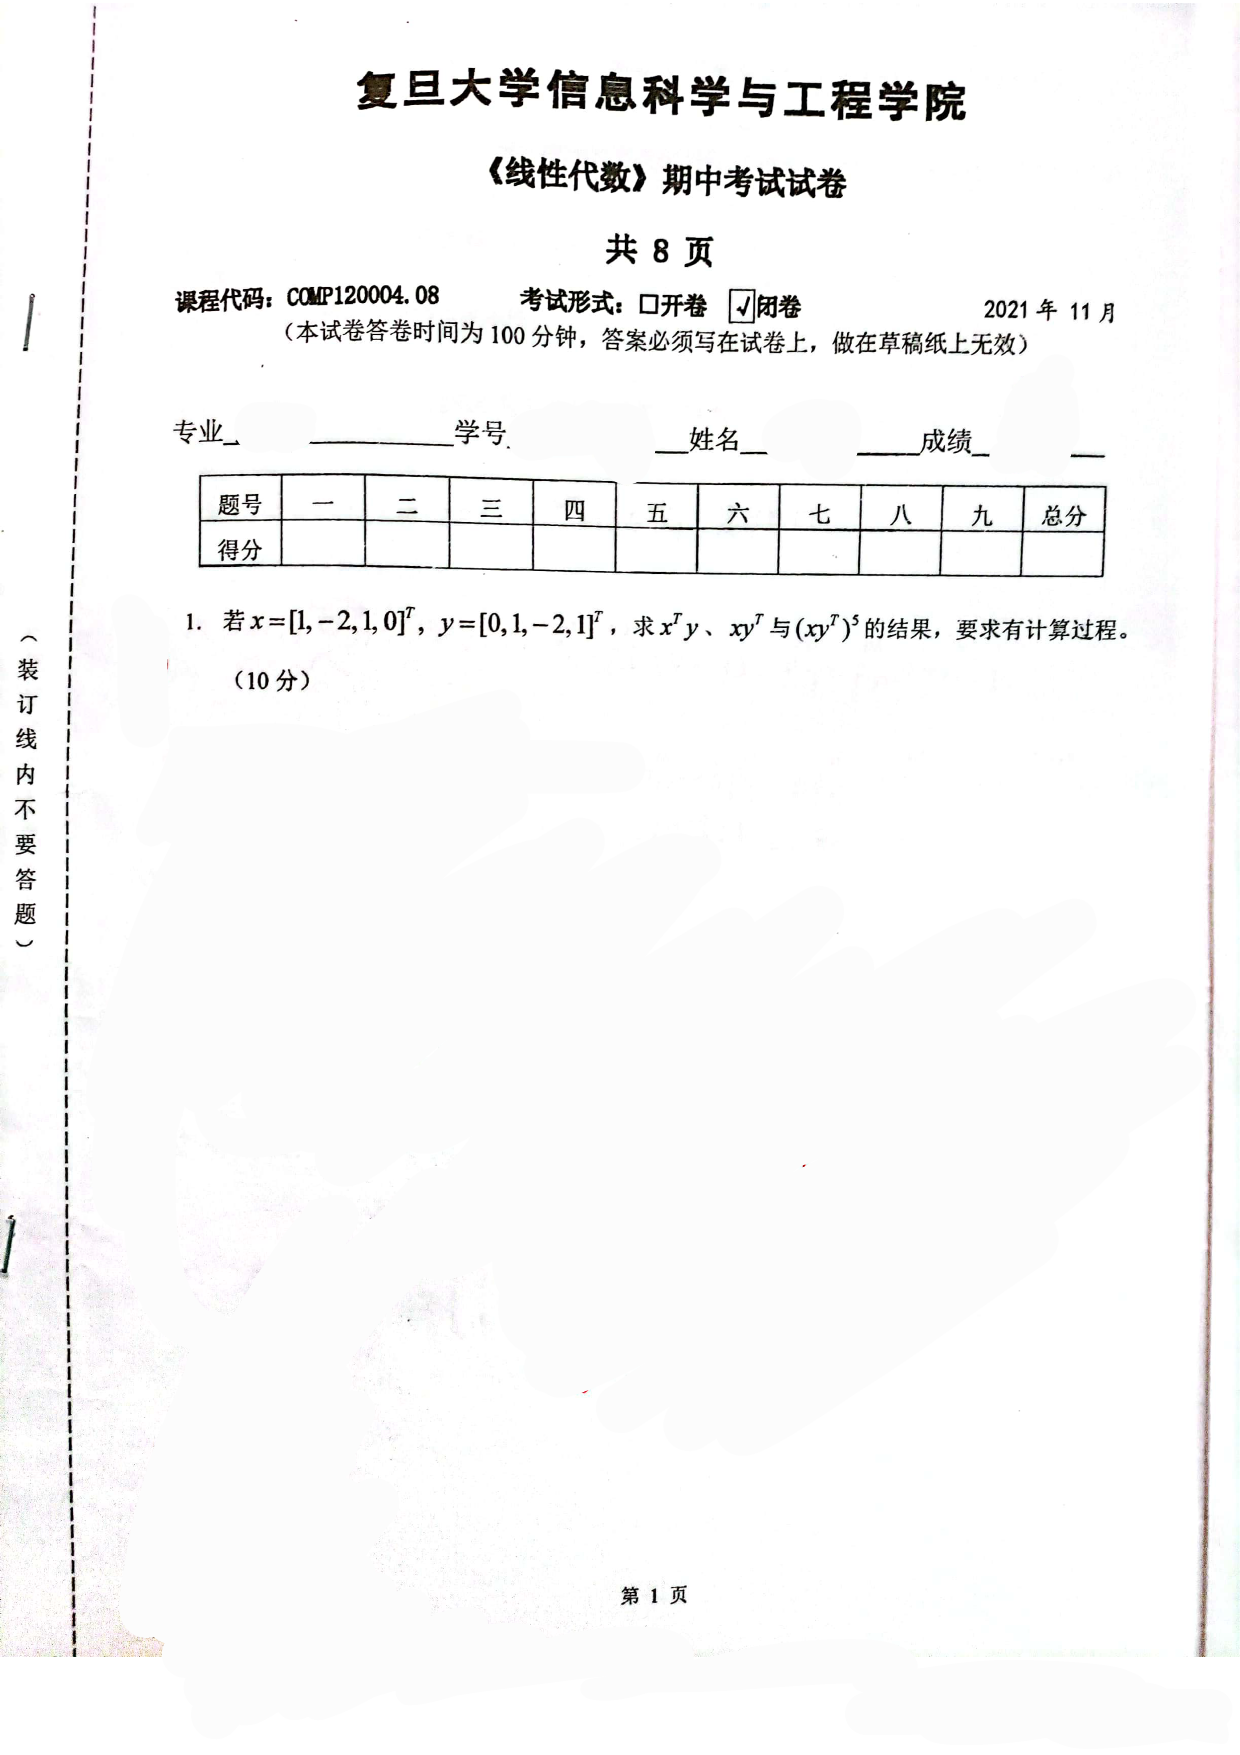 复旦大学信息科学与工程学院
《线性代数》期中考试试卷
共 8 页
课程代码：COMP120004.08 考试形式：□开卷 √闭卷 2021 年 11 月
（本试卷答卷时间为 100 分钟，答案必须写在试卷上，做在草稿纸上无效）
专业 学号 姓名 成绩
题号 一 二 三 四 五 六 七 八 九 总分
得分
1. 若 x=[1,−2,1,0]^T，y=[0,1,−2,1]^T，求 x^T y、xy^T 与 (xy^T)^5 的结果，要求有计算过程。
（10 分）
（装订线内不要答题）
第 1 页